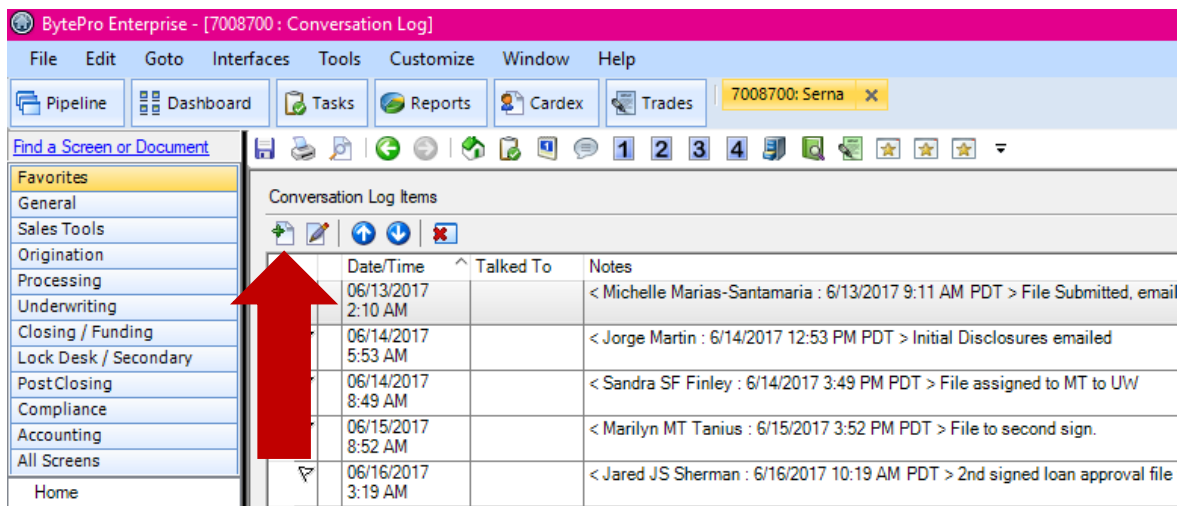 BytePro Enterprise - [7008700 : Conversation Log]
File Edit Goto Interfaces Tools Customize Window Help
Pipeline Dashboard Tasks Reports Cardex Trades 7008700: Serna
Find a Screen or Document
1 2 3 4
Favorites
General
Sales Tools
Origination
Processing
Underwriting
Closing / Funding
Lock Desk / Secondary
PostClosing
Compliance
Accounting
All Screens
Home
Conversation Log Items
Date/Time Talked To Notes
06/13/2017 < Michelle Marias-Santamaria : 6/13/2017 9:11 AM PDT > File Submitted, email
2:10 AM
06/14/2017 < Jorge Martin : 6/14/2017 12:53 PM PDT > Initial Disclosures emailed
5:53 AM
06/14/2017 < Sandra SF Finley : 6/14/2017 3:49 PM PDT > File assigned to MT to UW
8:49 AM
06/15/2017 < Marilyn MT Tanius : 6/15/2017 3:52 PM PDT > File to second sign.
8:52 AM
06/16/2017 < Jared JS Sherman : 6/16/2017 10:19 AM PDT > 2nd signed loan approval file
3:19 AM